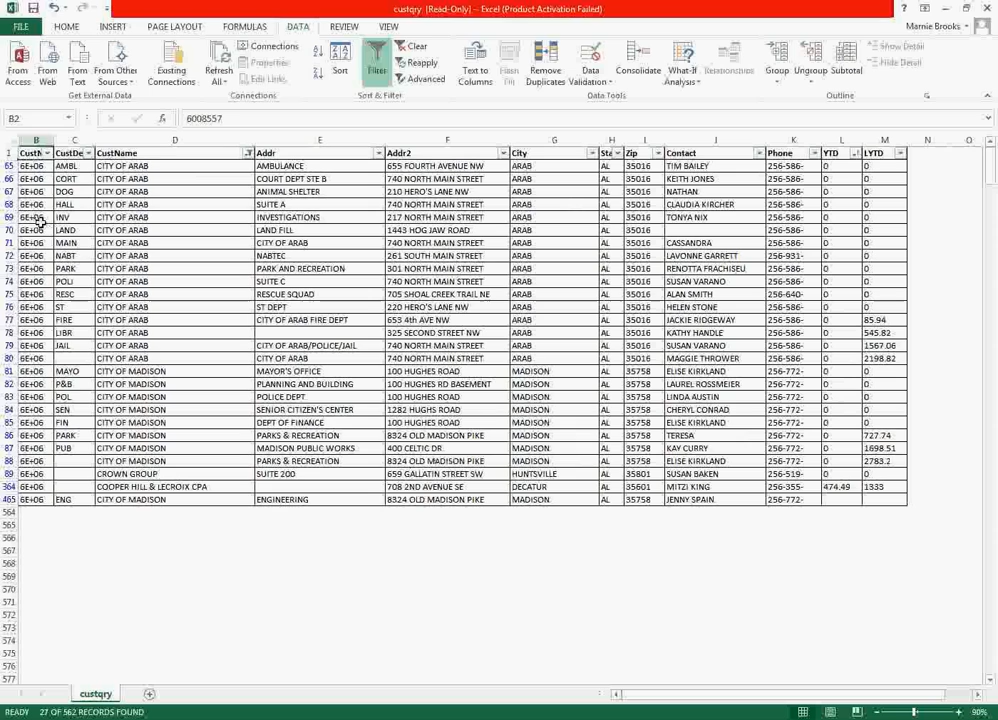 custqry [Read-Only] - Excel (Product Activation Failed)
FILE HOME INSERT PAGE LAYOUT FORMULAS DATA REVIEW VIEW Marnie Brooks
From Access From Web From Text From Other Sources Existing Connections Refresh All Connections Properties Edit Links Sort Filter Clear Reapply Advanced Text to Columns Flash Fill Remove Duplicates Data Validation Consolidate What-If Analysis Relationships Group Ungroup Subtotal Show Detail Hide Detail
Get External Data Connections Sort & Filter Data Tools Outline
B2 fx 6008557
B C D E F G H I J K L M N O
1 CustN CustDe CustName Addr Addr2 City Sta Zip Contact Phone YTD LYTD
65 6E+06 AMBL CITY OF ARAB AMBULANCE 655 FOURTH AVENUE NW ARAB AL 35016 TIM BAILEY 256-586- 0 0
66 6E+06 CORT CITY OF ARAB COURT DEPT STE B 740 NORTH MAIN STREET ARAB AL 35016 KEITH JONES 256-586- 0 0
67 6E+06 DOG CITY OF ARAB ANIMAL SHELTER 210 HERO'S LANE NW ARAB AL 35016 NATHAN 256-586- 0 0
68 6E+06 HALL CITY OF ARAB SUITE A 740 NORTH MAIN STREET ARAB AL 35016 CLAUDIA KIRCHER 256-586- 0 0
69 6E+06 INV CITY OF ARAB INVESTIGATIONS 217 NORTH MAIN STREET ARAB AL 35016 TONYA NIX 256-586- 0 0
70 6E+06 LAND CITY OF ARAB LAND FILL 1443 HOG JAW ROAD ARAB AL 35016 256-586- 0 0
71 6E+06 MAIN CITY OF ARAB CITY OF ARAB 740 NORTH MAIN STREET ARAB AL 35016 CASSANDRA 256-586- 0 0
72 6E+06 NABT CITY OF ARAB NABTEC 261 SOUTH MAIN STREET ARAB AL 35016 LAVONNE GARRETT 256-931- 0 0
73 6E+06 PARK CITY OF ARAB PARK AND RECREATION 301 NORTH MAIN STREET ARAB AL 35016 RENOTTA FRACHISEU 256-586- 0 0
74 6E+06 POLI CITY OF ARAB SUITE C 740 NORTH MAIN STREET ARAB AL 35016 SUSAN VARANO 256-586- 0 0
75 6E+06 RESC CITY OF ARAB RESCUE SQUAD 705 SHOAL CREEK TRAIL NE ARAB AL 35016 ALAN SMITH 256-640- 0 0
76 6E+06 ST CITY OF ARAB ST DEPT 220 HERO'S LANE NW ARAB AL 35016 HELEN STONE 256-586- 0 0
77 6E+06 FIRE CITY OF ARAB CITY OF ARAB FIRE DEPT 653 4th AVE NW ARAB AL 35016 JACKIE RIDGEWAY 256-586- 0 85.94
78 6E+06 LIBR CITY OF ARAB 325 SECOND STREET NW ARAB AL 35016 KATHY HANDLE 256-586- 0 545.82
79 6E+06 JAIL CITY OF ARAB CITY OF ARAB/POLICE/JAIL 740 NORTH MAIN STREET ARAB AL 35016 SUSAN VARANO 256-586- 0 1567.06
80 6E+06 CITY OF ARAB CITY OF ARAB 740 NORTH MAIN STREET ARAB AL 35016 MAGGIE THROWER 256-586- 0 2198.82
81 6E+06 MAYO CITY OF MADISON MAYOR'S OFFICE 100 HUGHES ROAD MADISON AL 35758 ELISE KIRKLAND 256-772- 0 0
82 6E+06 P&B CITY OF MADISON PLANNING AND BUILDING 100 HUGHES RD BASEMENT MADISON AL 35758 LAUREL ROSSMEIER 256-772- 0 0
83 6E+06 POL CITY OF MADISON POLICE DEPT 100 HUGHES ROAD MADISON AL 35758 LINDA AUSTIN 256-772- 0 0
84 6E+06 SEN CITY OF MADISON SENIOR CITIZEN'S CENTER 1282 HUGHS ROAD MADISON AL 35758 CHERYL CONRAD 256-772- 0 0
85 6E+06 FIN CITY OF MADISON DEPT OF FINANCE 100 HUGHES ROAD MADISON AL 35758 ELISE KIRKLAND 256-772- 0 0
86 6E+06 PARK CITY OF MADISON PARKS & RECREATION 8324 OLD MADISON PIKE MADISON AL 35758 TERESA 256-772- 0 727.74
87 6E+06 PUB CITY OF MADISON MADISON PUBLIC WORKS 400 CELTIC DR MADISON AL 35758 KAY CURRY 256-772- 0 1698.51
88 6E+06 CITY OF MADISON PARKS & RECREATION 8324 OLD MADISON PIKE MADISON AL 35758 ELISE KIRKLAND 256-772- 0 2783.2
89 6E+06 CROWN GROUP SUITE 200 659 GALLATIN STREET SW HUNTSVILLE AL 35801 SUSAN BAKEN 256-519- 0 0
364 6E+06 COOPER HILL & LECROIX CPA 708 2ND AVENUE SE DECATUR AL 35601 MITZI KING 256-355- 474.49 1333
465 6E+06 ENG CITY OF MADISON ENGINEERING 8324 OLD MADISON PIKE MADISON AL 35758 JENNY SPAIN 256-772-
564
565
566
567
568
569
570
571
572
573
574
575
576
577
custqry
READY 27 OF 562 RECORDS FOUND 90%